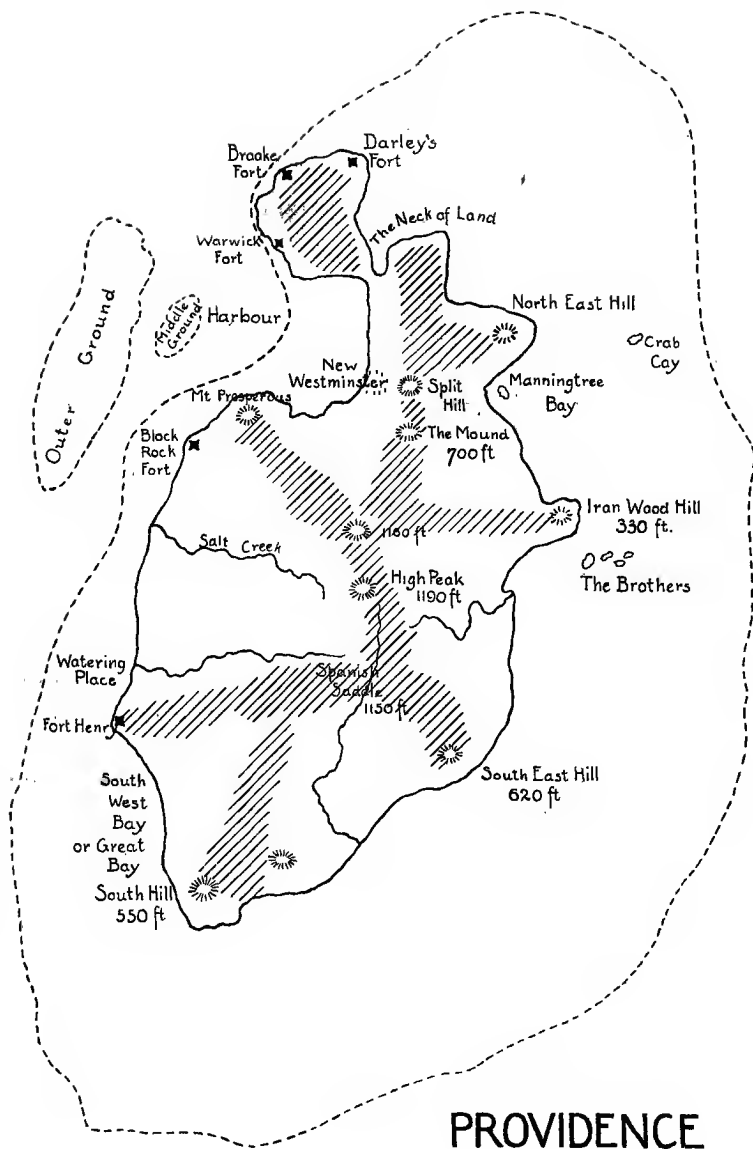 Braake
Fort
Darley's
Fort
The Neck of Land
Warwick
Fort
North East Hill
Outer Ground
Middle
Ground
Harbour
Crab
Cay
New
Westminster
Split
Hill
Manningtree
Bay
Mt Prosperous
The Mound
700 ft
Black
Rock
Fort
Iran Wood Hill
330 ft.
1160 ft
Salt Creek
High Peak
1190 ft
The Brothers
Watering
Place
Spanish
Saddle
1150 ft
Fort Henr
South
West
Bay
or Great
Bay
South East Hill
620 ft
South Hill
550 ft
PROVIDENCE